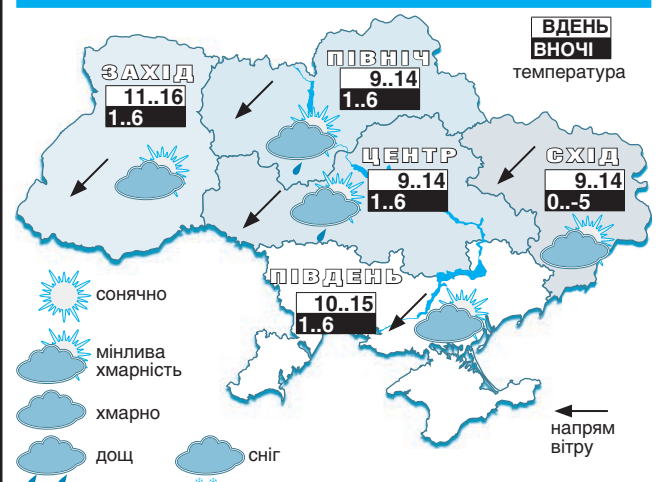 ВДЕНЬ
ВНОЧІ
температура
ЗАХІД
11..16
1..6
ПІВНІЧ
9..14
1..6
ЦЕНТР
9..14
1..6
СХІД
9..14
0..-5
ПІВДЕНЬ
10..15
1..6
сонячно
мінлива
хмарність
хмарно
дощ
сніг
напрям
вітру